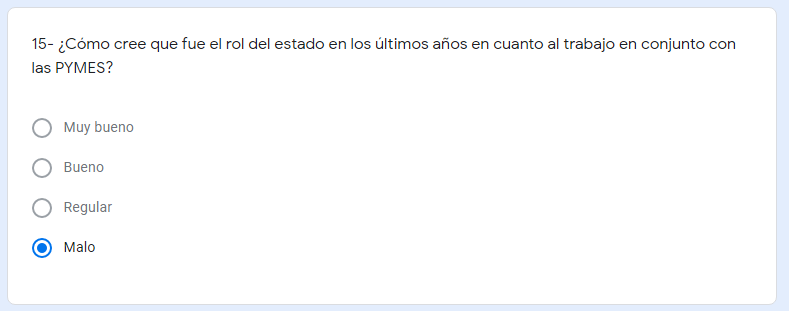 15- ¿Cómo cree que fue el rol del estado en los últimos años en cuanto al trabajo en conjunto con
las PYMES?
Muy bueno
Bueno
Regular
Malo